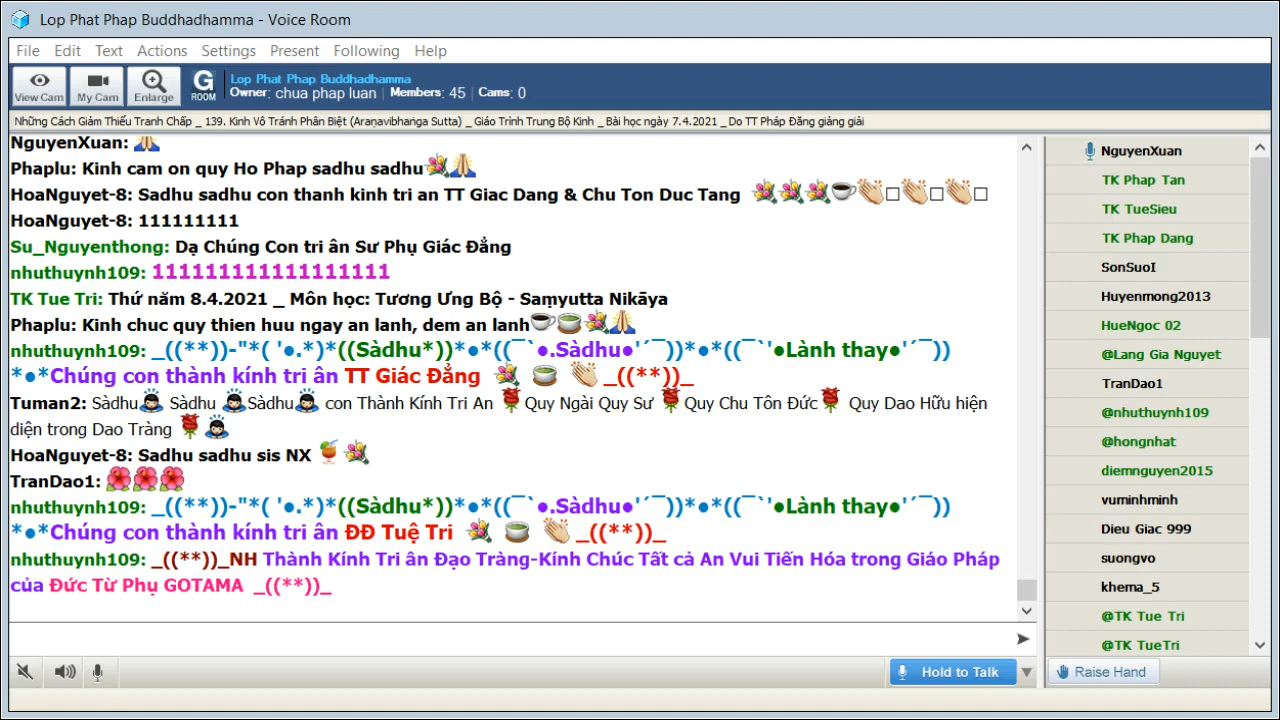 Lop Phat Phap Buddhadhamma - Voice Room
File Edit Text Actions Settings Present Following Help
View Cam My Cam Enlarge G ROOM
Lop Phat Phap Buddhadhamma
Owner: chua phap luan Members: 45 Cams: 0
Những Cách Giảm Thiểu Tranh Chấp _ 139. Kinh Vô Tránh Phân Biệt (Araṇavibhaṅga Sutta) _ Giáo Trình Trung Bộ Kinh _ Bài học ngày 7.4.2021 _ Do TT Pháp Đăng giảng giải
NguyenXuan: 🙏
Phaplu: Kinh cam on quy Ho Phap sadhu sadhu💐🙏
HoaNguyet-8: Sadhu sadhu con thanh kinh tri an TT Giac Dang & Chu Ton Duc Tang 💐💐💐☕👏□👏□👏□
HoaNguyet-8: 111111111
Su_Nguyenthong: Dạ Chúng Con tri ân Sư Phụ Giác Đẳng
nhuthuynh109: 111111111111111111
TK Tue Tri: Thứ năm 8.4.2021 _ Môn học: Tương Ưng Bộ - Saṃyutta Nikāya
Phaplu: Kinh chuc quy thien huu ngay an lanh, dem an lanh☕🍵💐🙏
nhuthuynh109: _((**))-"*( '●.*)*((Sàdhu*))*●*((¯`●.Sàdhu●'´¯))*●*((¯`'●Lành thay●'´¯))
*●*Chúng con thành kính tri ân TT Giác Đẳng 💐 🍵 👏 _((**))_
Tuman2: Sàdhu🙇 Sàdhu 🙇Sàdhu🙇 con Thành Kính Tri An 🌹Quy Ngài Quy Sư 🌹Quy Chu Tôn Đức🌹 Quy Dao Hữu hiện
diện trong Dao Tràng 🌹🙇
HoaNguyet-8: Sadhu sadhu sis NX 🍹💐
TranDao1: 🌺🌺🌺
nhuthuynh109: _((**))-"*( '●.*)*((Sàdhu*))*●*((¯`●.Sàdhu●'´¯))*●*((¯`'●Lành thay●'´¯))
*●*Chúng con thành kính tri ân ĐĐ Tuệ Tri 💐 🍵 👏 _((**))_
nhuthuynh109: _((**))_NH Thành Kính Tri ân Đạo Tràng-Kính Chúc Tất cả An Vui Tiến Hóa trong Giáo Pháp
của Đức Từ Phụ GOTAMA _((**))_
NguyenXuan
TK Phap Tan
TK TueSieu
TK Phap Dang
SonSuoI
Huyenmong2013
HueNgoc 02
@Lang Gia Nguyet
TranDao1
@nhuthuynh109
@hongnhat
diemnguyen2015
vuminhminh
Dieu Giac 999
suongvo
khema_5
@TK Tue Tri
@TK TueTri
Hold to Talk
Raise Hand